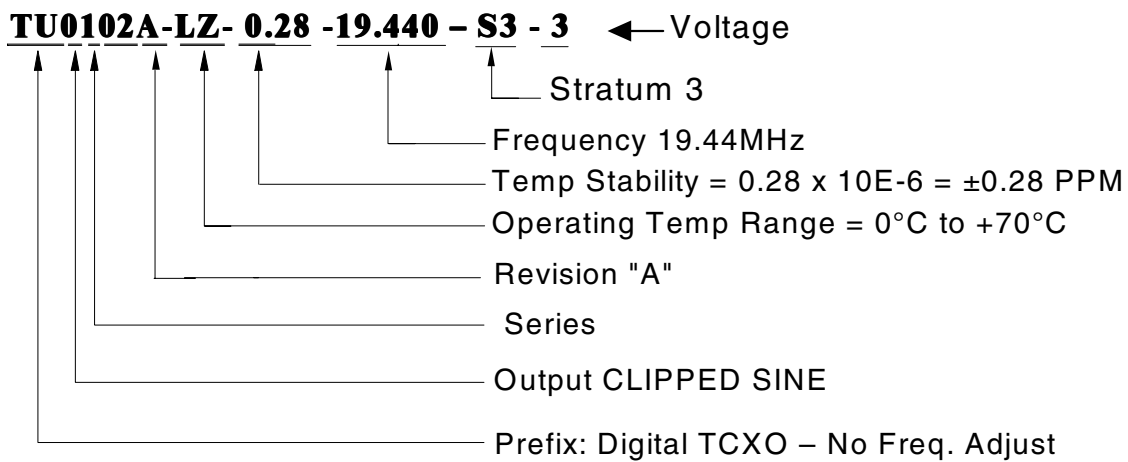 TU0102A-LZ- 0.28 -19.440 – S3 - 3 Voltage
Stratum 3
Frequency 19.44MHz
Temp Stability = 0.28 x 10E-6 = ±0.28 PPM
Operating Temp Range = 0°C to +70°C
Revision "A"
Series
Output CLIPPED SINE
Prefix: Digital TCXO – No Freq. Adjust